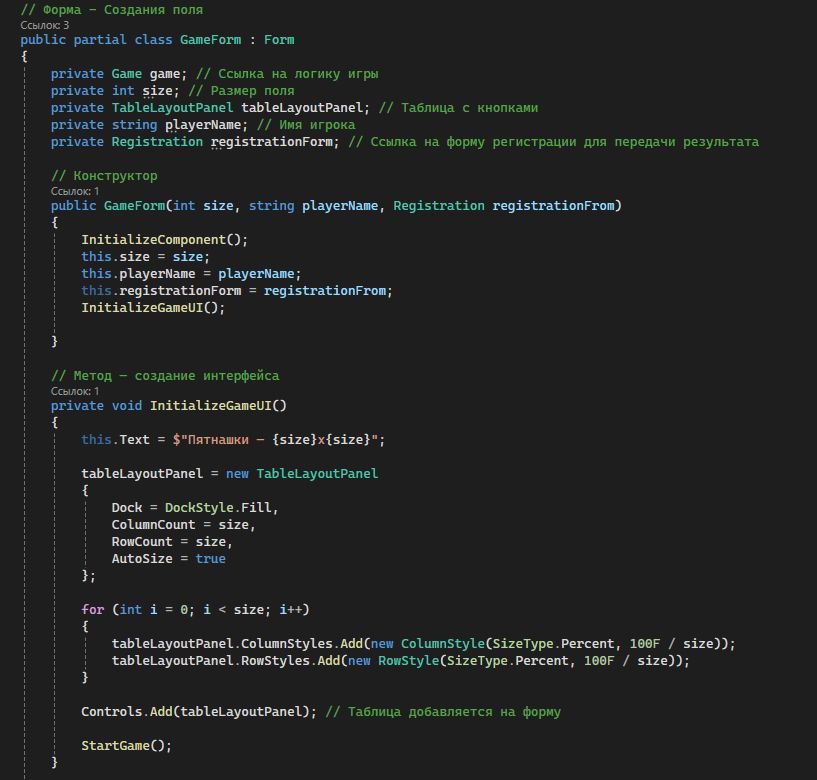 // Форма – Создания поля
Ссылок: 3
public partial class GameForm : Form
{
private Game game; // Ссылка на логику игры
private int size; // Размер поля
private TableLayoutPanel tableLayoutPanel; // Таблица с кнопками
private string playerName; // Имя игрока
private Registration registrationForm; // Ссылка на форму регистрации для передачи результата
// Конструктор
Ссылок: 1
public GameForm(int size, string playerName, Registration registrationFrom)
{
InitializeComponent();
this.size = size;
this.playerName = playerName;
this.registrationForm = registrationFrom;
InitializeGameUI();
}
// Метод – создание интерфейса
Ссылок: 1
private void InitializeGameUI()
{
this.Text = $"Пятнашки – {size}x{size}";
tableLayoutPanel = new TableLayoutPanel
{
Dock = DockStyle.Fill,
ColumnCount = size,
RowCount = size,
AutoSize = true
};
for (int i = 0; i < size; i++)
{
tableLayoutPanel.ColumnStyles.Add(new ColumnStyle(SizeType.Percent, 100F / size));
tableLayoutPanel.RowStyles.Add(new RowStyle(SizeType.Percent, 100F / size));
}
Controls.Add(tableLayoutPanel); // Таблица добавляется на форму
StartGame();
}